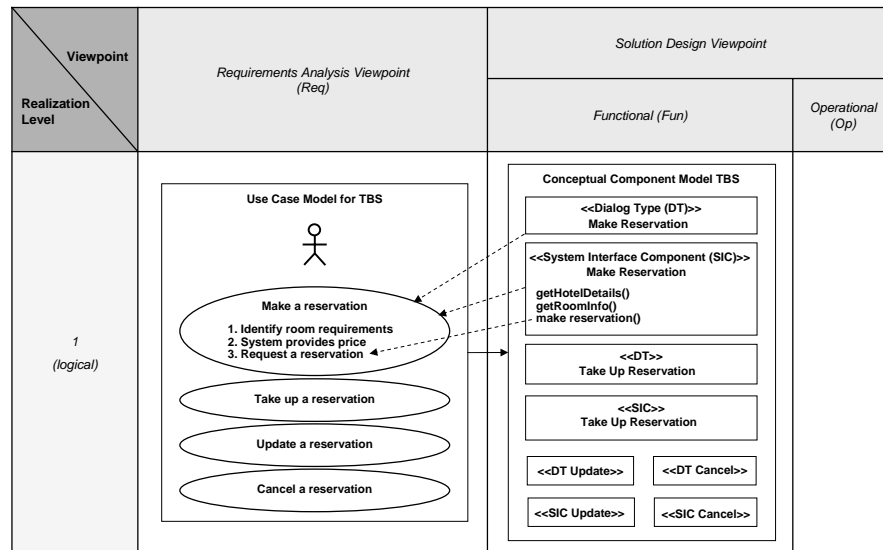 Viewpoint
Realization
Level
Requirements Analysis Viewpoint
(Req)
Solution Design Viewpoint
Functional (Fun)
Operational
(Op)
1
(logical)
Use Case Model for TBS
Make a reservation
1. Identify room requirements
2. System provides price
3. Request a reservation
Take up a reservation
Update a reservation
Cancel a reservation
Conceptual Component Model TBS
<<Dialog Type (DT)>>
Make Reservation
<<System Interface Component (SIC)>>
Make Reservation
getHotelDetails()
getRoomInfo()
make reservation()
<<DT>>
Take Up Reservation
<<SIC>>
Take Up Reservation
<<DT Update>>
<<DT Cancel>>
<<SIC Update>>
<<SIC Cancel>>